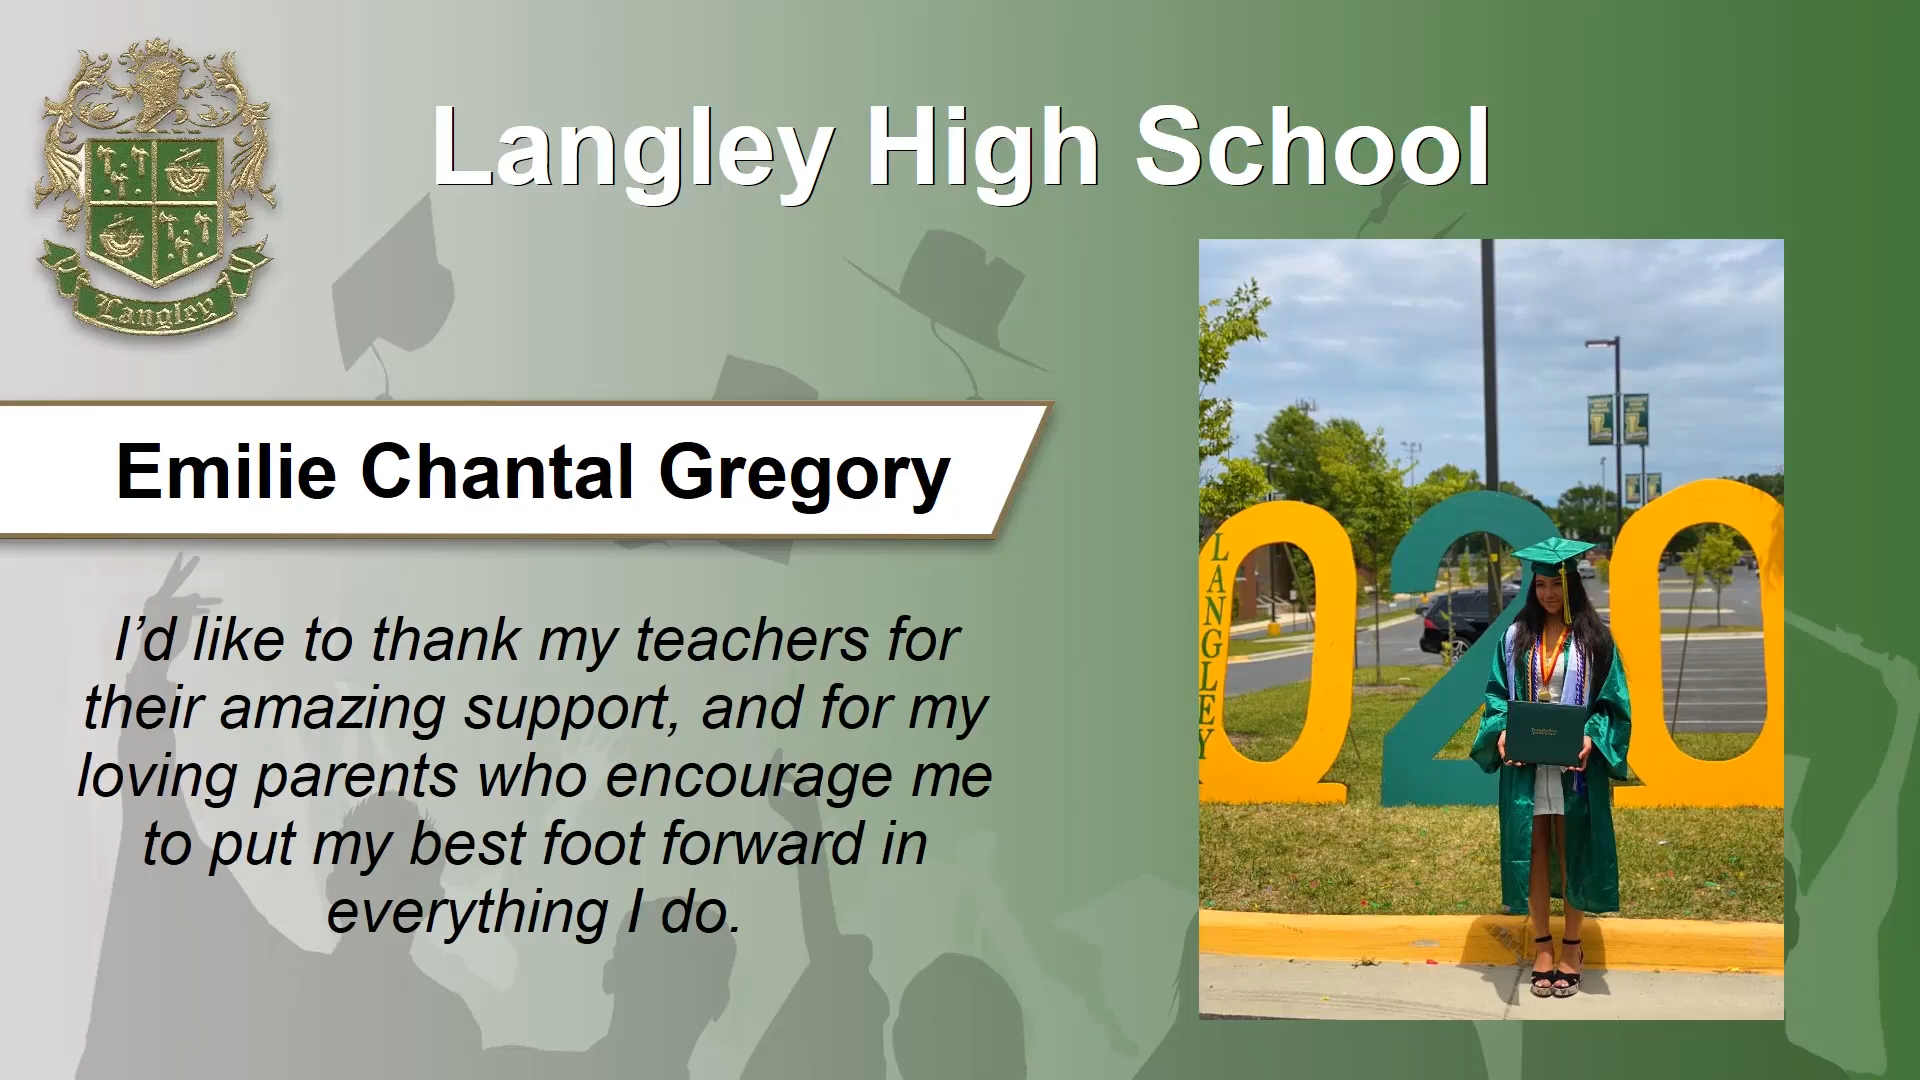 Langley High School
Langley
Emilie Chantal Gregory
I'd like to thank my teachers for
their amazing support, and for my
loving parents who encourage me
to put my best foot forward in
everything I do.
020
LANGLEY